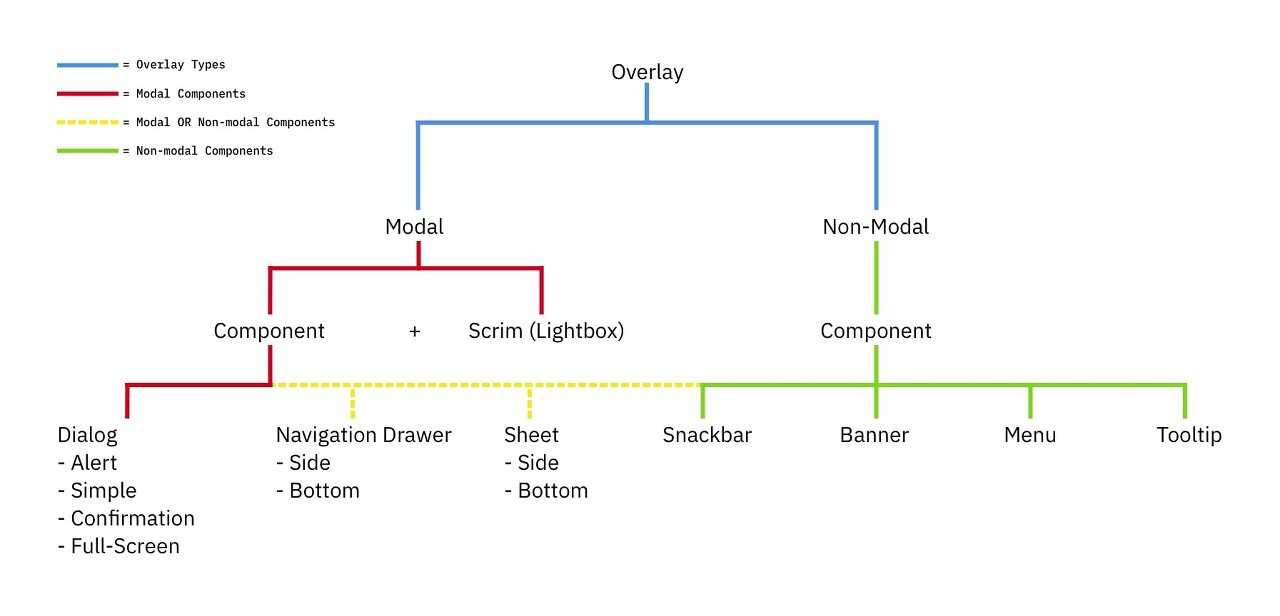 = Overlay Types
= Modal Components
= Modal OR Non-modal Components
= Non-modal Components
Overlay
Modal
Non-Modal
Component + Scrim (Lightbox)
Component
Dialog
- Alert
- Simple
- Confirmation
- Full-Screen
Navigation Drawer
- Side
- Bottom
Sheet
- Side
- Bottom
Snackbar
Banner
Menu
Tooltip